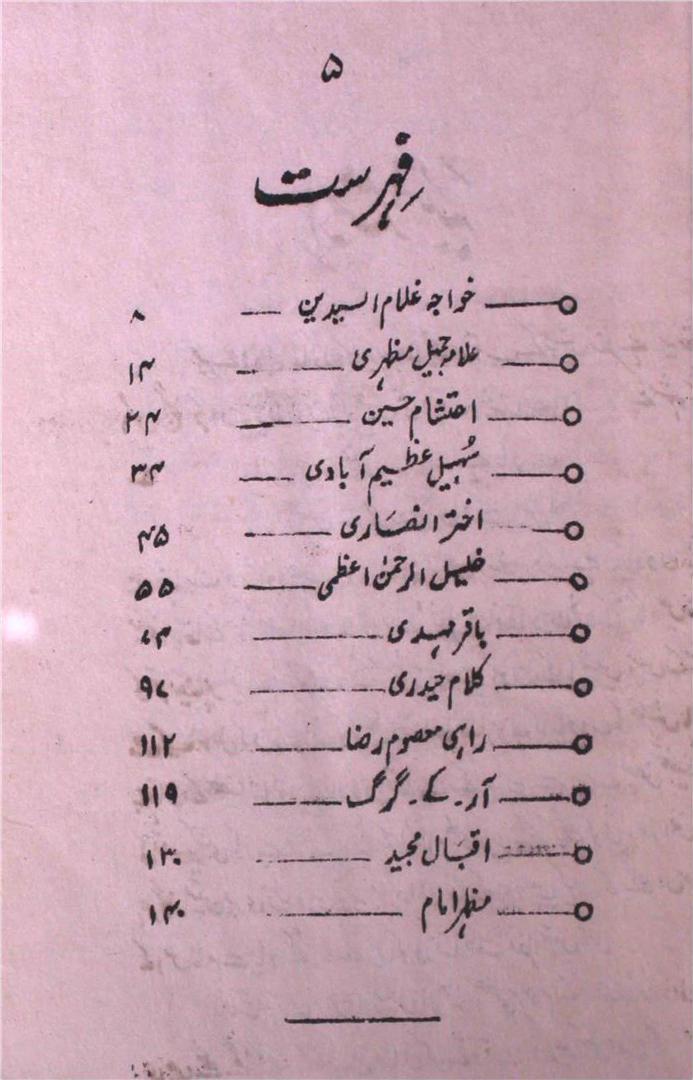 ۵
فہرست
خواجہ غلام السیدین ۸
علامہ جمیل مظہری ۱۴
احتشام حسین ۲۴
سہیل عظیم آبادی ۳۴
اختر انصاری ۴۵
خلیل الرحمن اعظمی ۵۵
باقر مہدی ۷۴
کلام حیدری ۹۷
راہی معصوم رضا ۱۱۲
آر۔ کے۔ گرگ ۱۱۹
اقبال مجید ۱۳۰
مظہر امام ۱۴۰